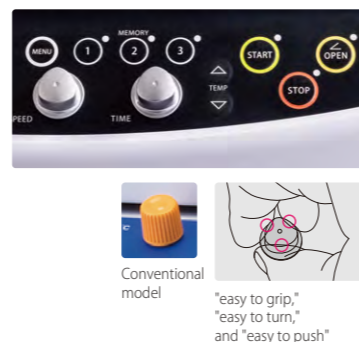 MEMORY
MENU 1 2 3 START OPEN
TEMP
STOP
PEED TIME
C
Conventional
model
"easy to grip,"
"easy to turn,"
and "easy to push"